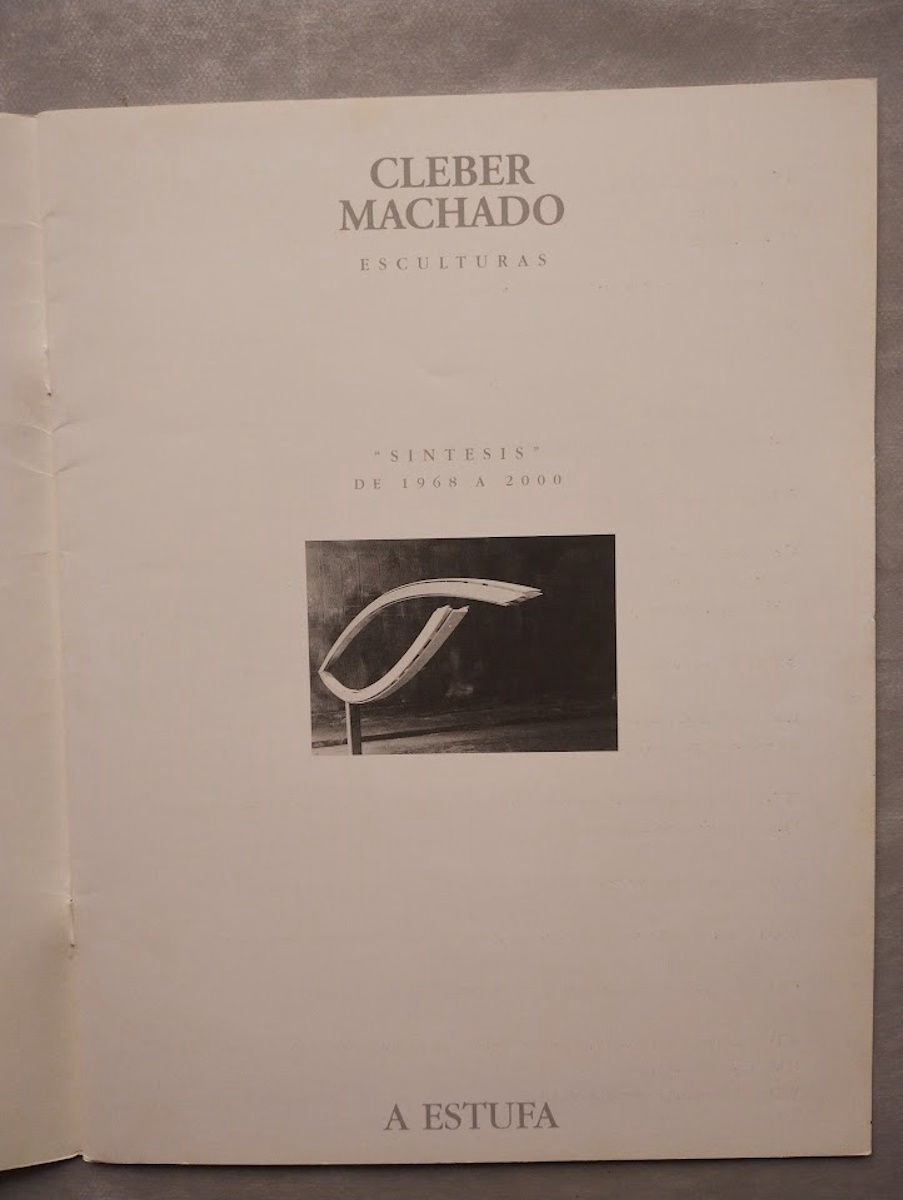 CLEBER
MACHADO
ESCULTURAS
“SINTESIS”
DE 1968 A 2000
A ESTUFA